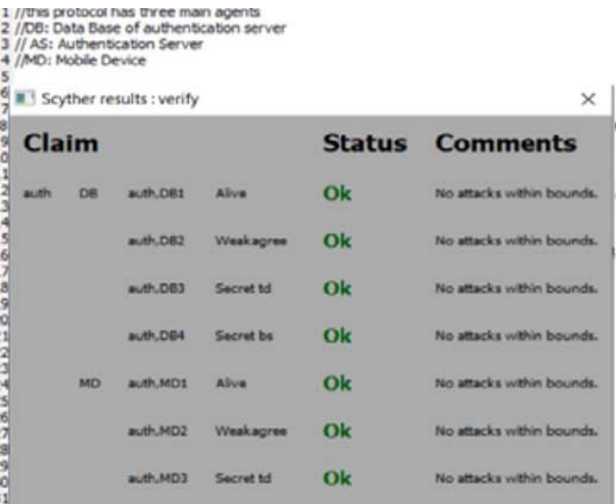 1 //this protocol has three main agents
2 //DB: Data Base of authentication server
3 // AS: Authentication Server
4 //MD: Mobile Device
5
6
Scyther results : verify
Claim Status Comments
auth DB auth,DB1 Alive Ok No attacks within bounds.
auth,DB2 Weakagree Ok No attacks within bounds.
auth,DB3 Secret td Ok No attacks within bounds.
auth,DB4 Secret bs Ok No attacks within bounds.
MD auth,MD1 Alive Ok No attacks within bounds.
auth,MD2 Weakagree Ok No attacks within bounds.
auth,MD3 Secret td Ok No attacks within bounds.